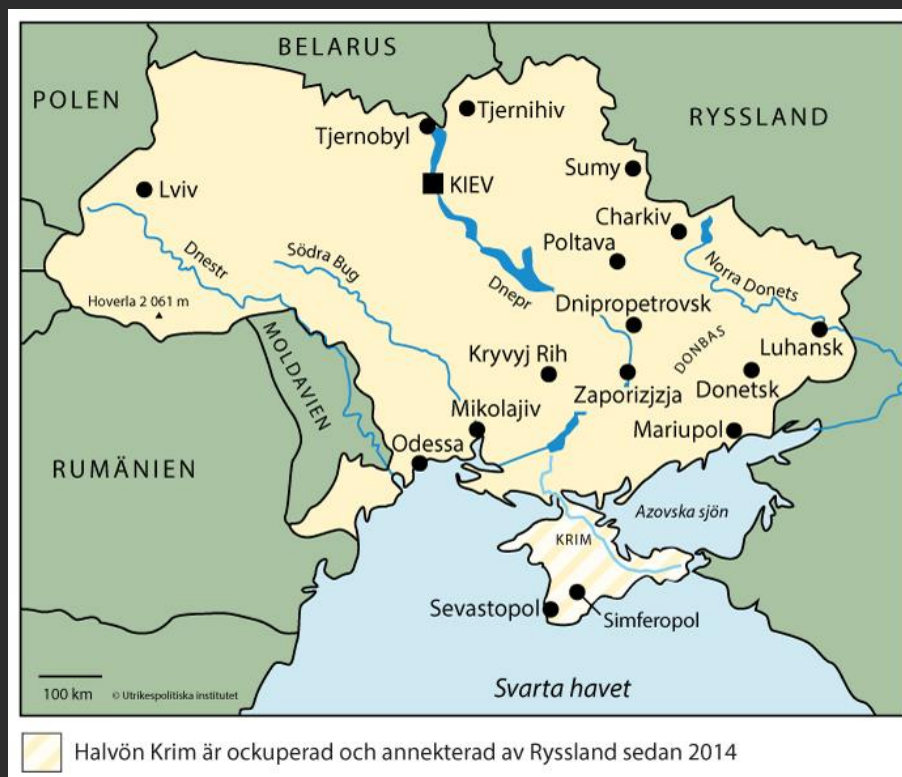 BELARUS
POLEN
RYSSLAND
Tjernihiv
Tjernobyl
Sumy
Lviv
KIEV
Charkiv
Poltava
Södra Bug
Dnestr
Norra Donets
Dnepr
Hoverla 2 061 m
Dnipropetrovsk
MOLDAVIEN
DONBAS
Luhansk
Kryvyj Rih
Donetsk
Zaporizjzja
Mikolajiv
Mariupol
Odessa
RUMÄNIEN
Azovska sjön
KRIM
Sevastopol
Simferopol
Svarta havet
100 km
© Utrikespolitiska institutet
Halvön Krim är ockuperad och annekterad av Ryssland sedan 2014